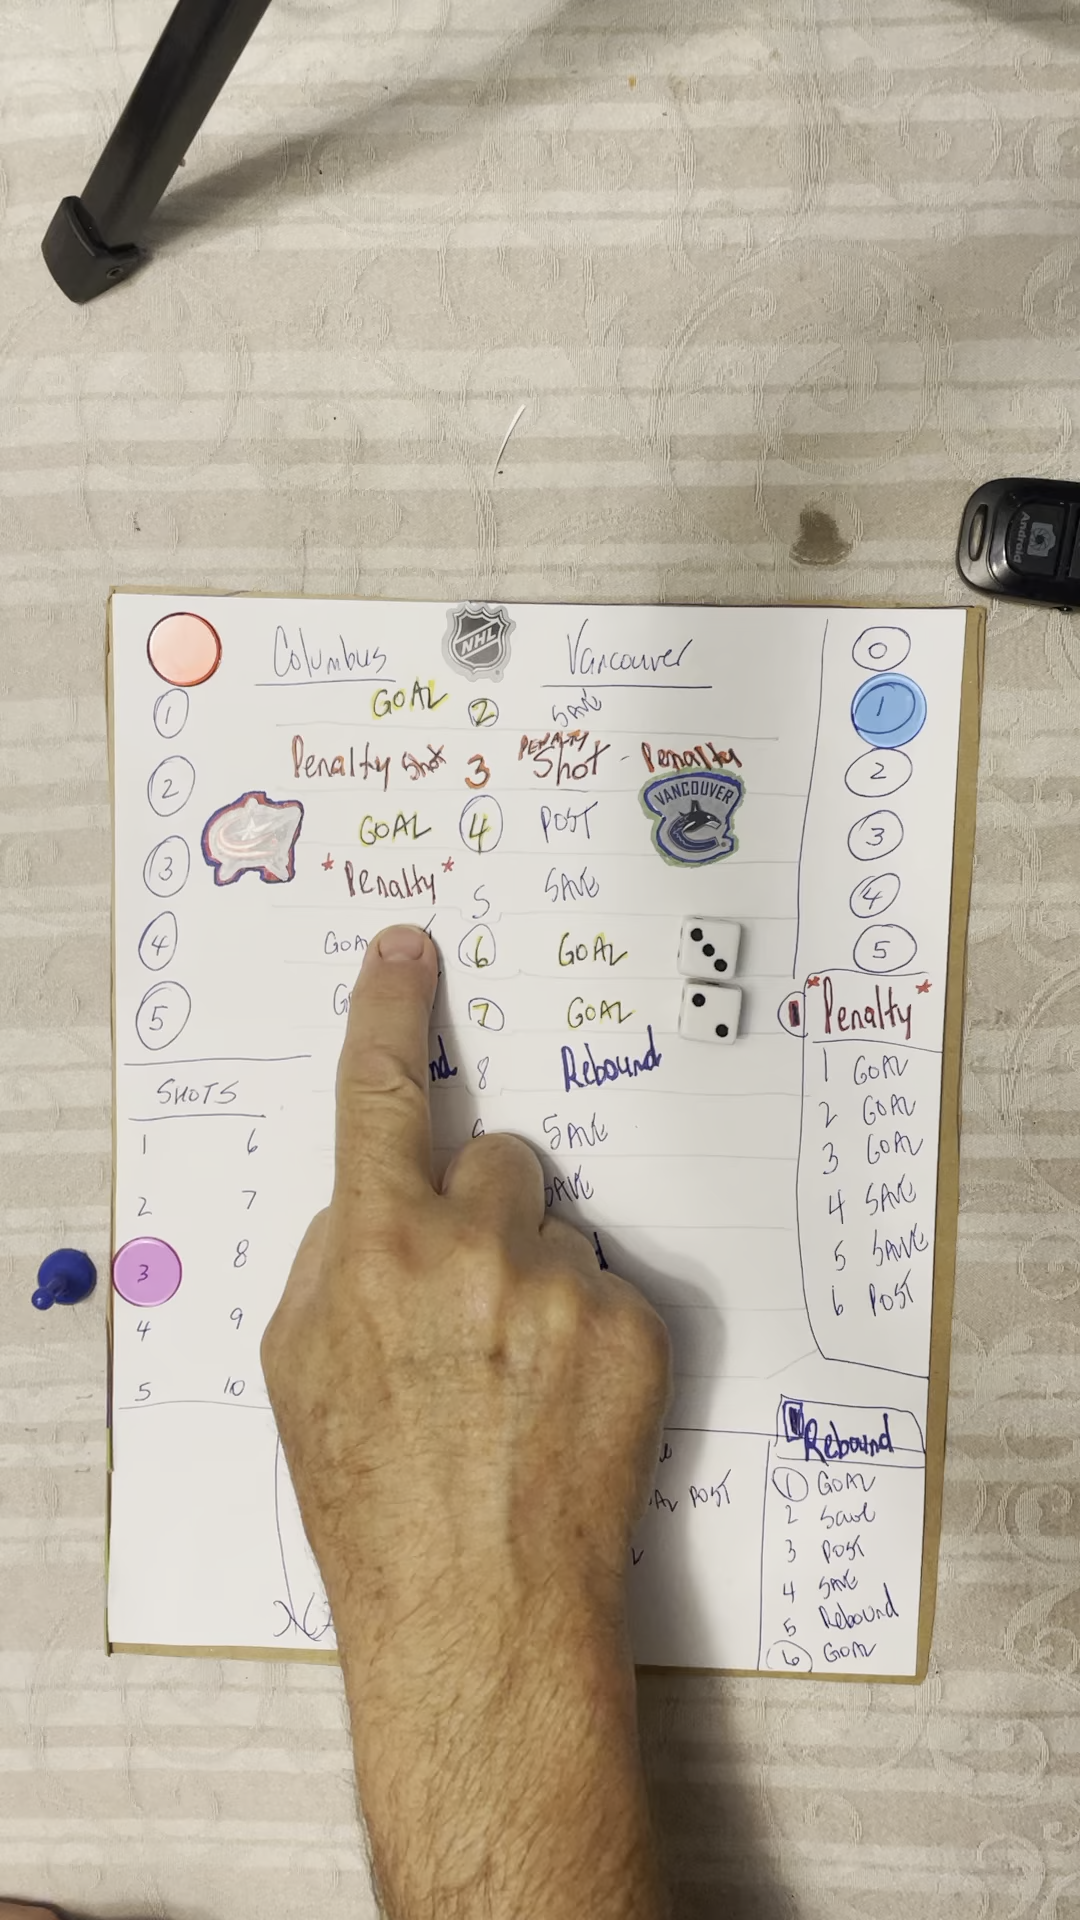 Columbus NHL Vancouver 0
1 GOAL 2 SAVE 1
Penalty Shot 3 PENALTY Shot - Penalty
2 GOAL 4 POST VANCOUVER 2
3 *Penalty* 5 SAVE 3
4
4 6 GOAL 5
5 7 GOAL *Penalty*
8 Rebound
SHOTS
1 6 SAVE
2 7 SAVE
3 8
4 9
5 10
1 GOAL
2 GOAL
3 GOAL
4 SAVE
5 SAVE
6 POST
POST
Rebound
1 GOAL
2 Save
3 POST
4 SAVE
5 Rebound
6 GOAL
Android